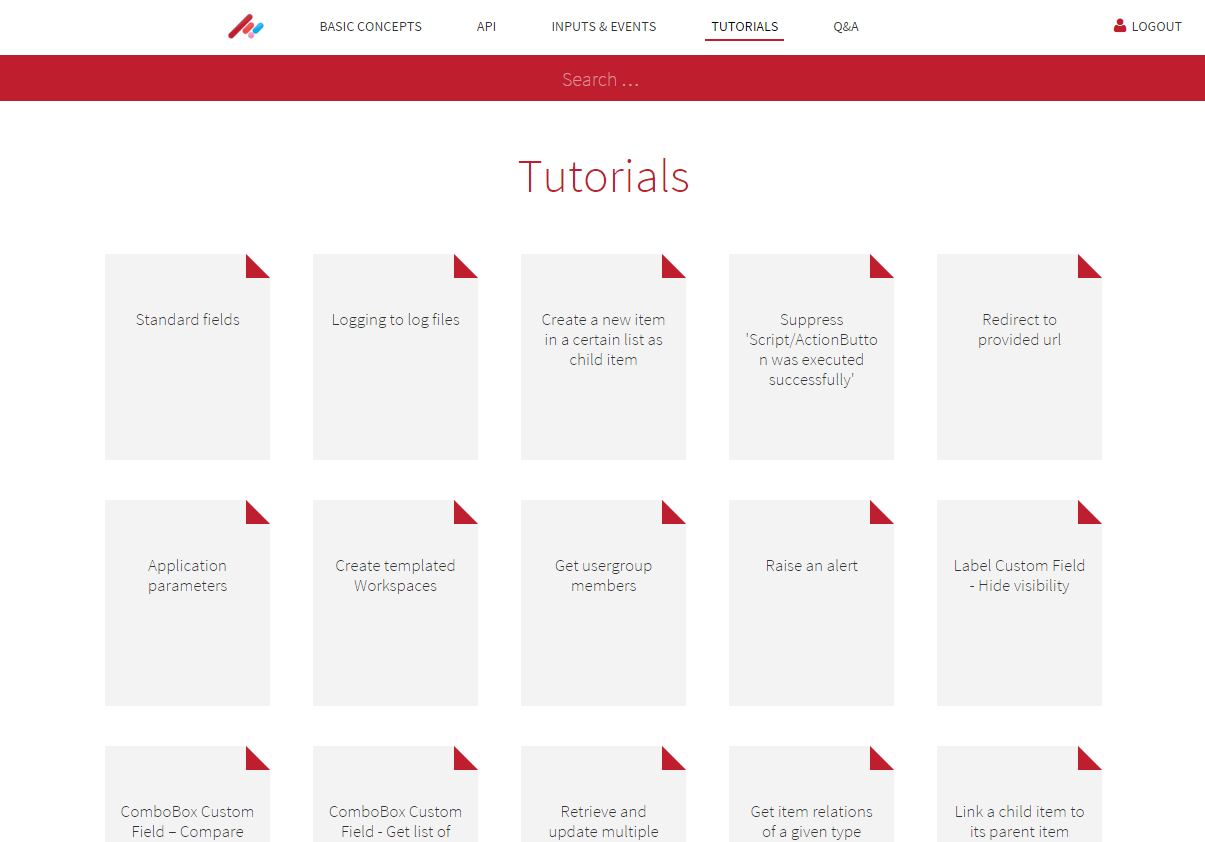 BASIC CONCEPTS API INPUTS & EVENTS TUTORIALS Q&A LOGOUT
Search ...
Tutorials
Standard fields
Logging to log files
Create a new item
in a certain list as
child item
Suppress
'Script/ActionButto
n was executed
successfully'
Redirect to
provided url
Application
parameters
Create templated
Workspaces
Get usergroup
members
Raise an alert
Label Custom Field
- Hide visibility
ComboBox Custom
Field – Compare
ComboBox Custom
Field - Get list of
Retrieve and
update multiple
Get item relations
of a given type
Link a child item to
its parent item